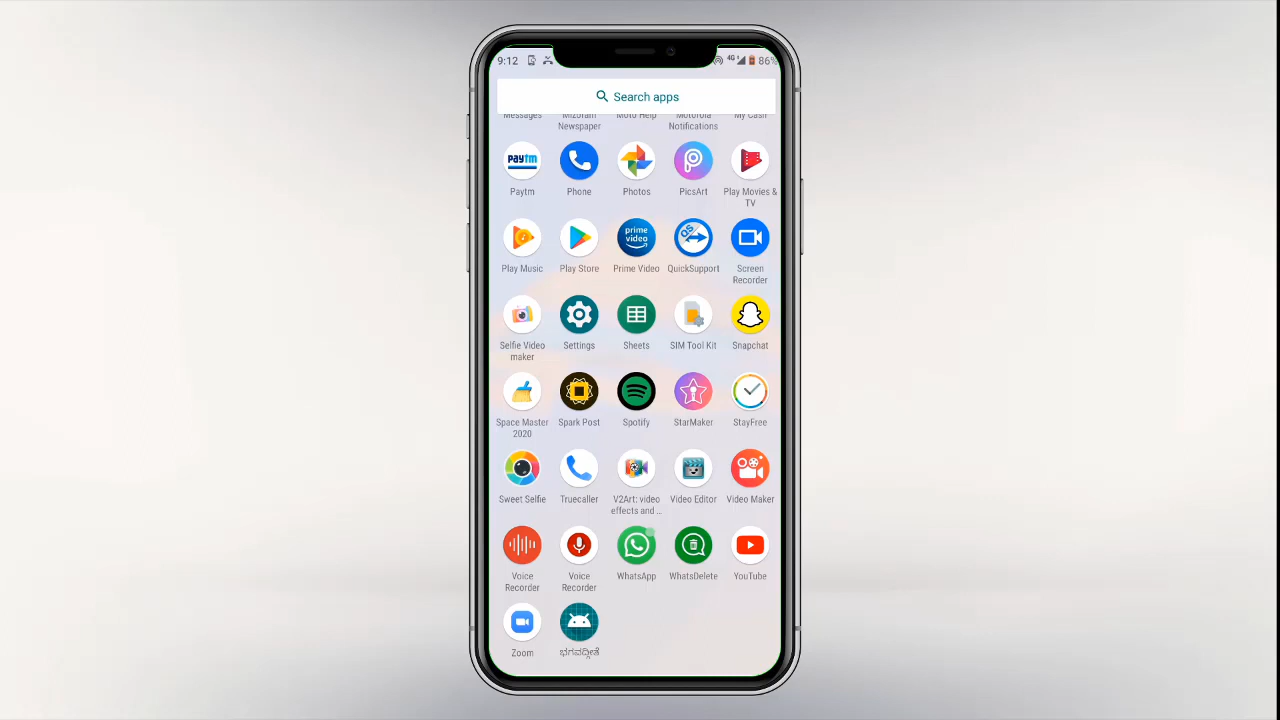 9:12
4G
86%
Search apps
Messages
Mizoram Newspaper
Moto Help
Motorola Notifications
My Cash
paytm
Paytm
Phone
Photos
PicsArt
Play Movies & TV
Play Music
Play Store
prime video
Prime Video
QS
QuickSupport
Screen Recorder
Selfie Video maker
Settings
Sheets
SIM Tool Kit
Snapchat
Space Master 2020
Spark Post
Spotify
StarMaker
StayFree
Sweet Selfie
Truecaller
V2Art: video effects and ...
Video Editor
Video Maker
Voice Recorder
Voice Recorder
WhatsApp
WhatsDelete
YouTube
Zoom
ಭಗವದ್ಗೀತೆ